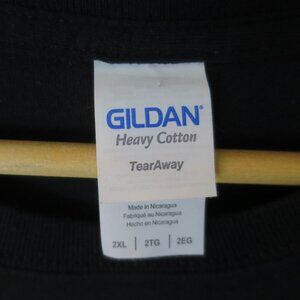 GILDAN®
Heavy Cotton
TearAway
Made in Nicaragua
Fabriqué au Nicaragua
Hecho en Nicaragua
2XL | 2TG | 2EG